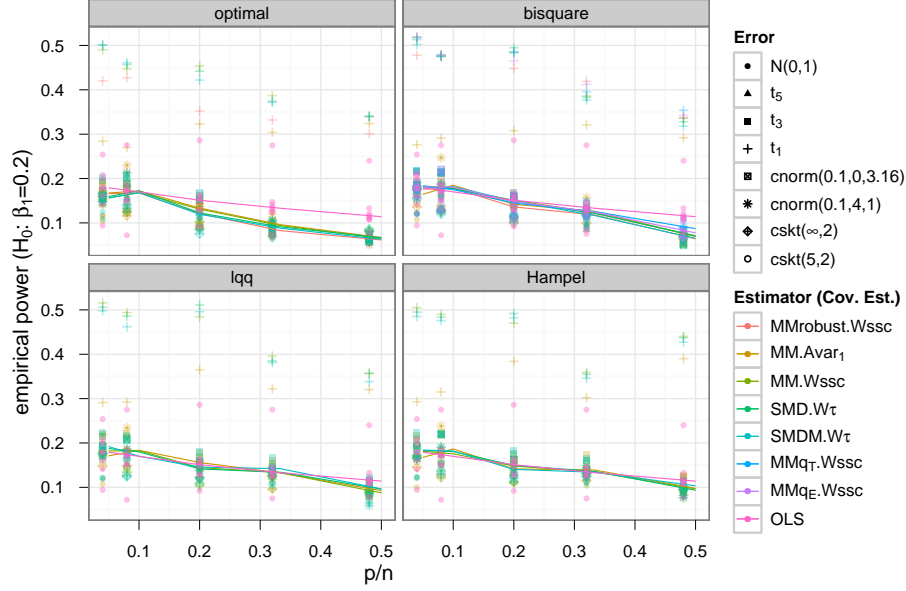 optimal
bisquare
lqq
Hampel
empirical power (H0: β1=0.2)
0.5
0.4
0.3
0.2
0.1
0.5
0.4
0.3
0.2
0.1
0.1 0.2 0.3 0.4 0.5
0.1 0.2 0.3 0.4 0.5
p/n
Error
N(0,1)
t5
t3
t1
cnorm(0.1,0,3.16)
cnorm(0.1,4,1)
cskt(∞,2)
cskt(5,2)
Estimator (Cov. Est.)
MMrobust.Wssc
MM.Avar1
MM.Wssc
SMD.Wτ
SMDM.Wτ
MMqT.Wssc
MMqE.Wssc
OLS